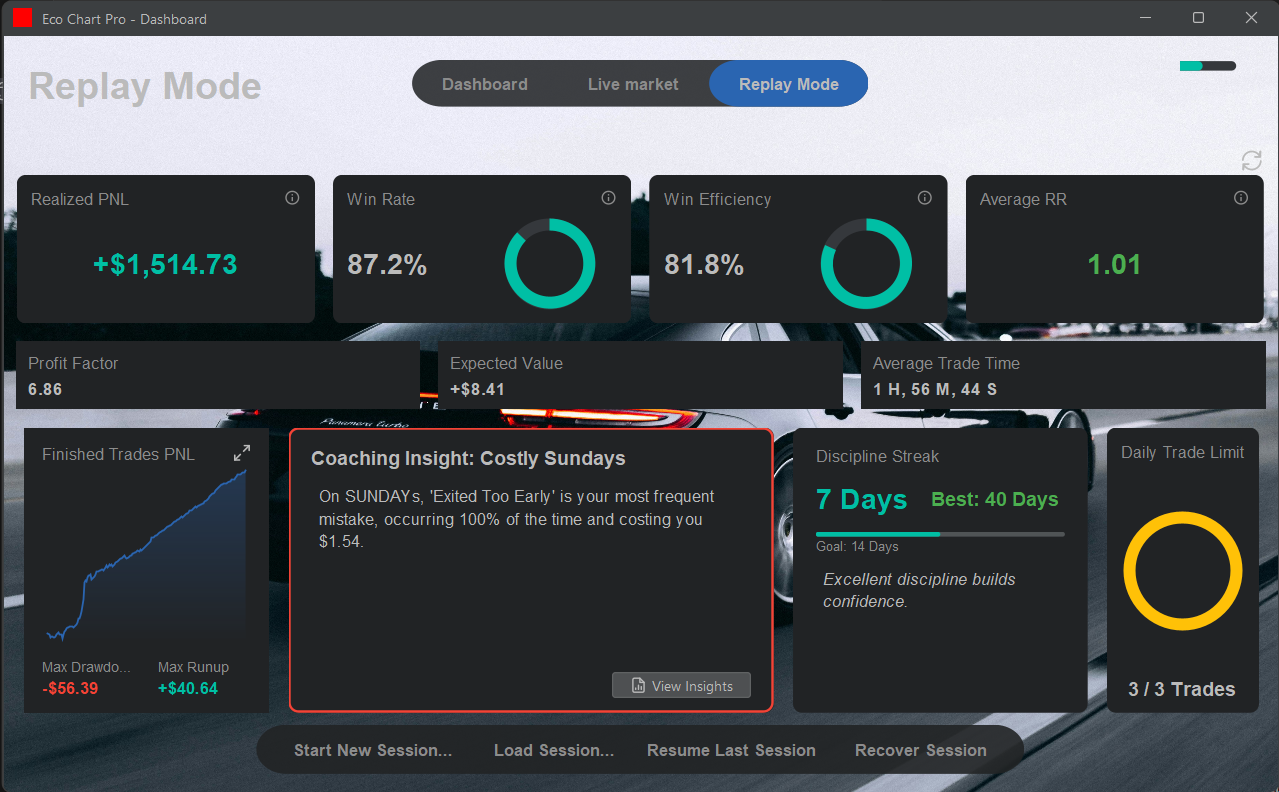 Eco Chart Pro - Dashboard
Replay Mode
Dashboard
Live market
Replay Mode
Realized PNL
+$1,514.73
Win Rate
87.2%
Win Efficiency
81.8%
Average RR
1.01
Profit Factor
6.86
Expected Value
+$8.41
Average Trade Time
1 H, 56 M, 44 S
Panamera turbo
Finished Trades PNL
Max Drawdo...
-$56.39
Max Runup
+$40.64
Coaching Insight: Costly Sundays
On SUNDAYs, 'Exited Too Early' is your most frequent
mistake, occurring 100% of the time and costing you
$1.54.
View Insights
Discipline Streak
7 Days
Best: 40 Days
Goal: 14 Days
Excellent discipline builds
confidence.
Daily Trade Limit
3 / 3 Trades
Start New Session...
Load Session...
Resume Last Session
Recover Session